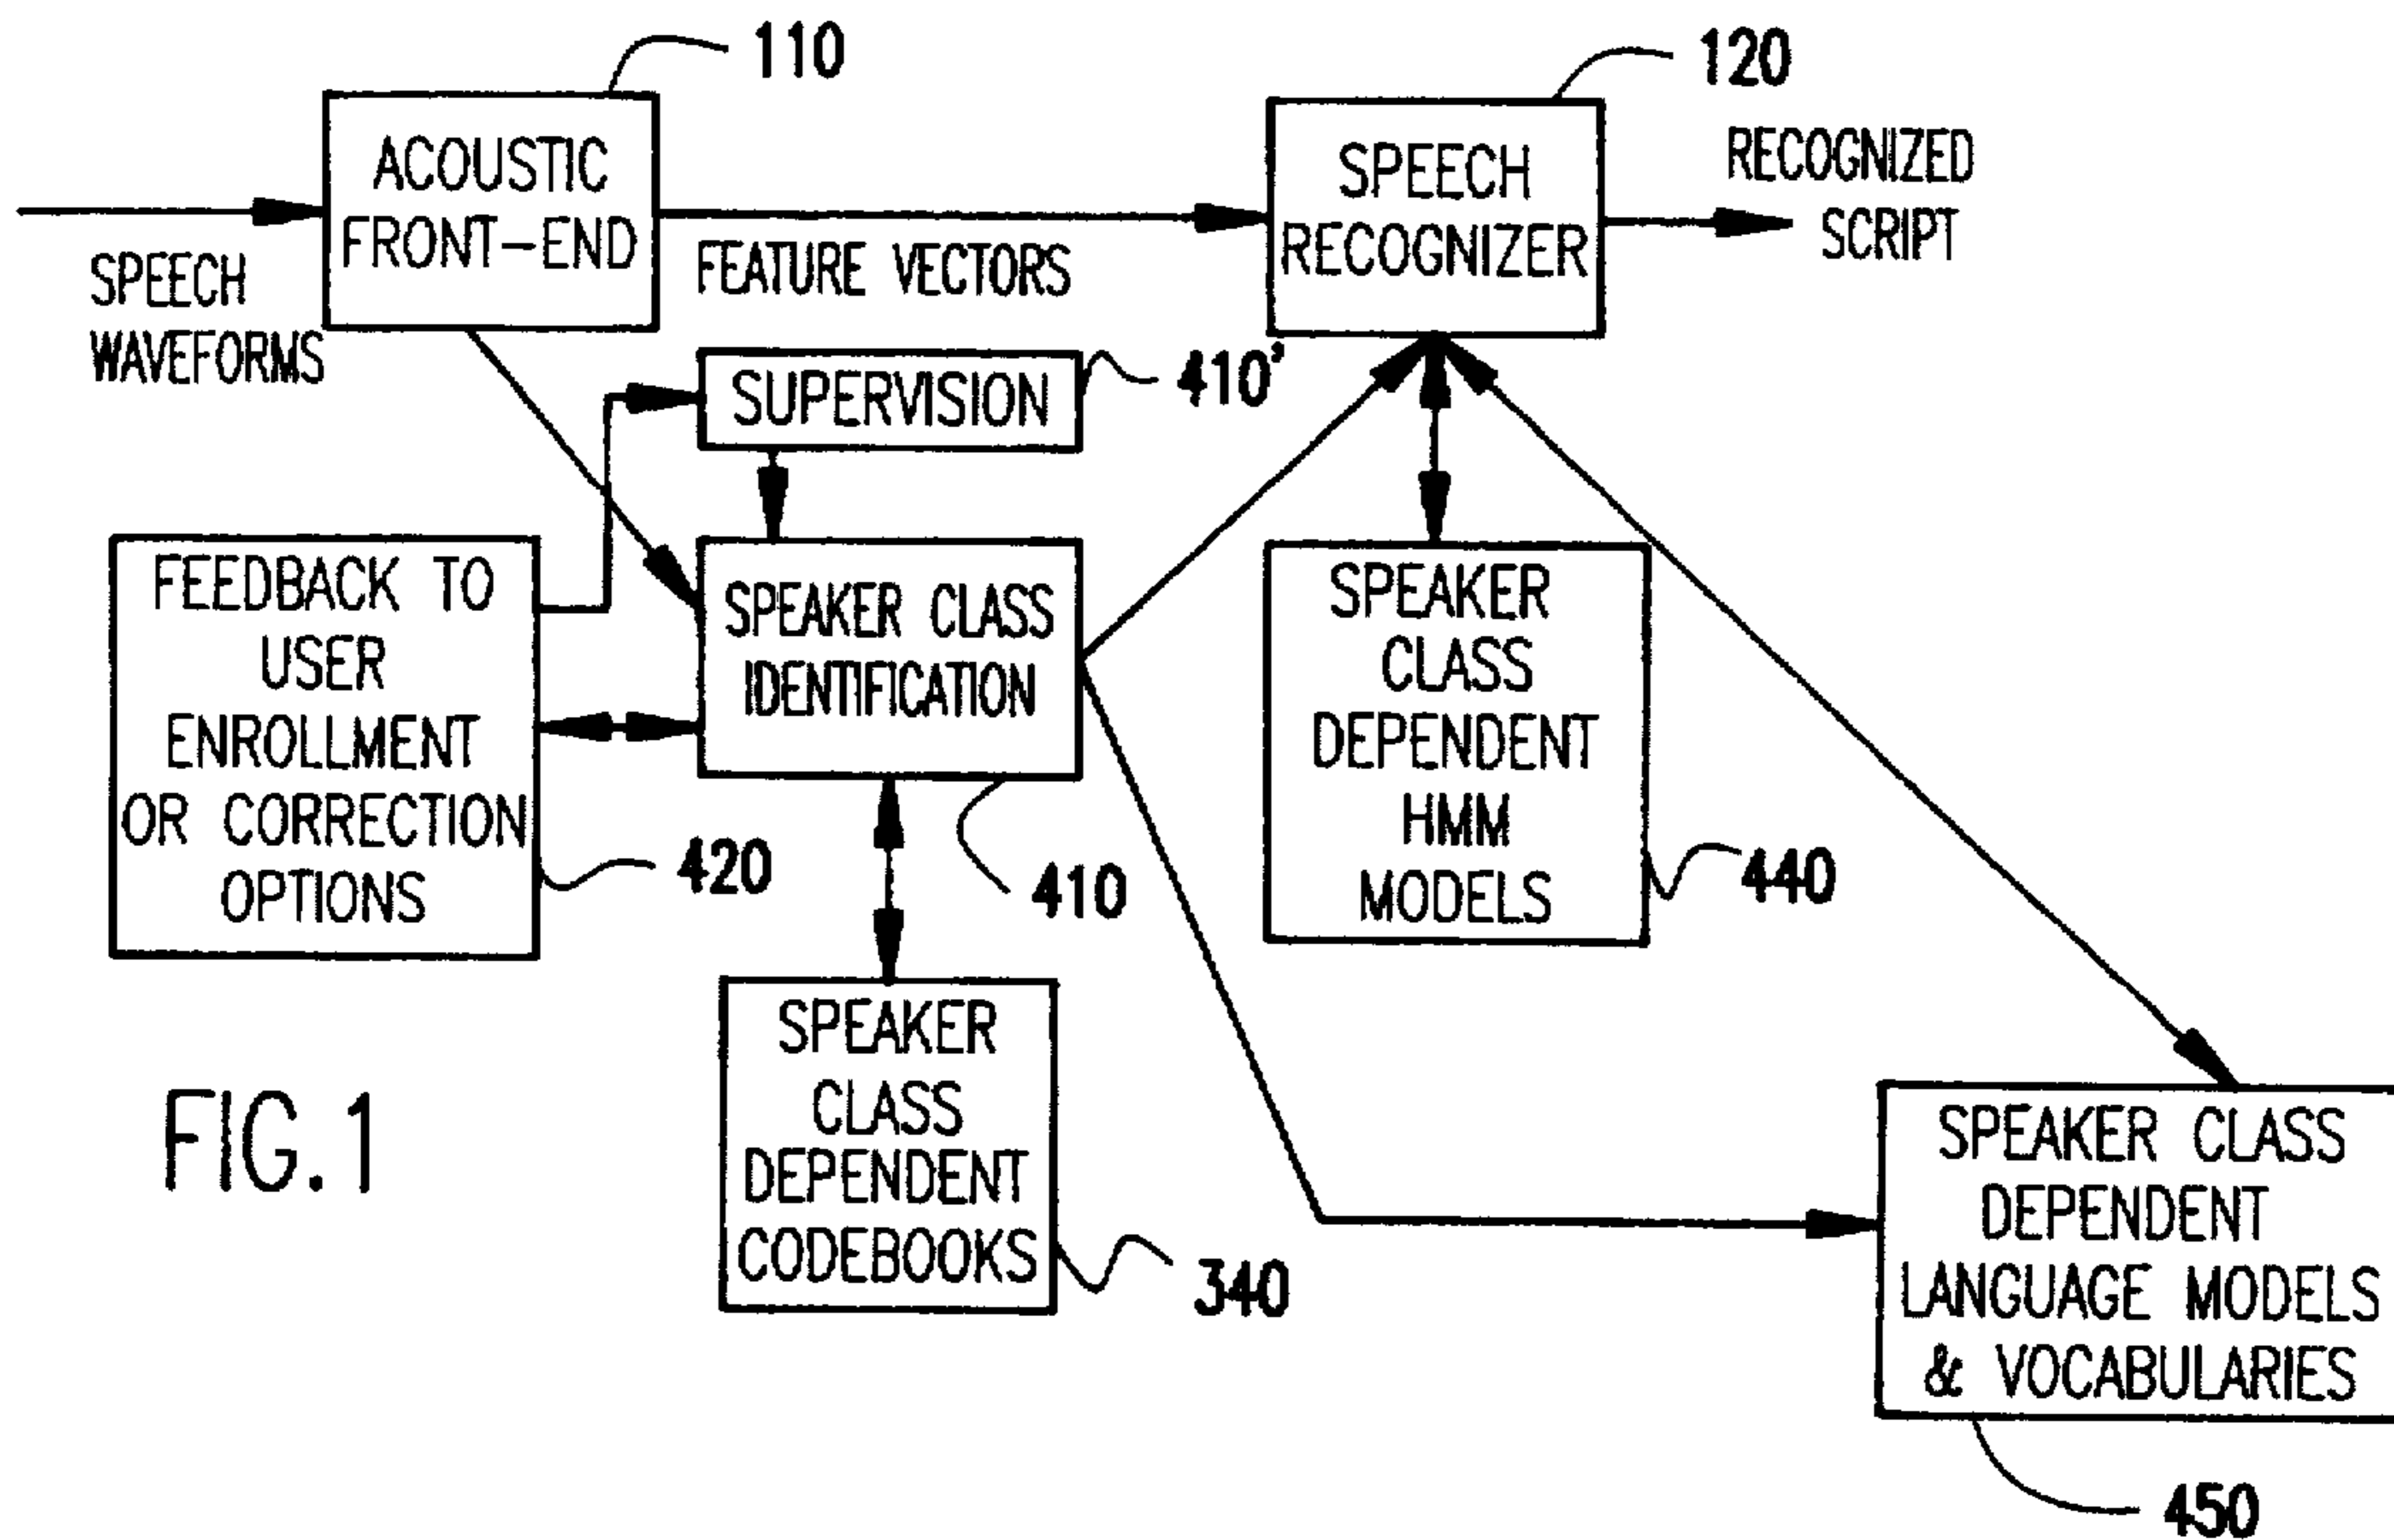 110
120
ACOUSTIC
FRONT-END
SPEECH
RECOGNIZER
RECOGNIZED
SCRIPT
SPEECH
WAVEFORMS
FEATURE VECTORS
SUPERVISION
410'
FEEDBACK TO
USER
ENROLLMENT
OR CORRECTION
OPTIONS
420
SPEAKER CLASS
IDENTIFICATION
410
SPEAKER
CLASS
DEPENDENT
HMM
MODELS
440
SPEAKER
CLASS
DEPENDENT
CODEBOOKS
340
FIG.1
SPEAKER CLASS
DEPENDENT
LANGUAGE MODELS
& VOCABULARIES
450